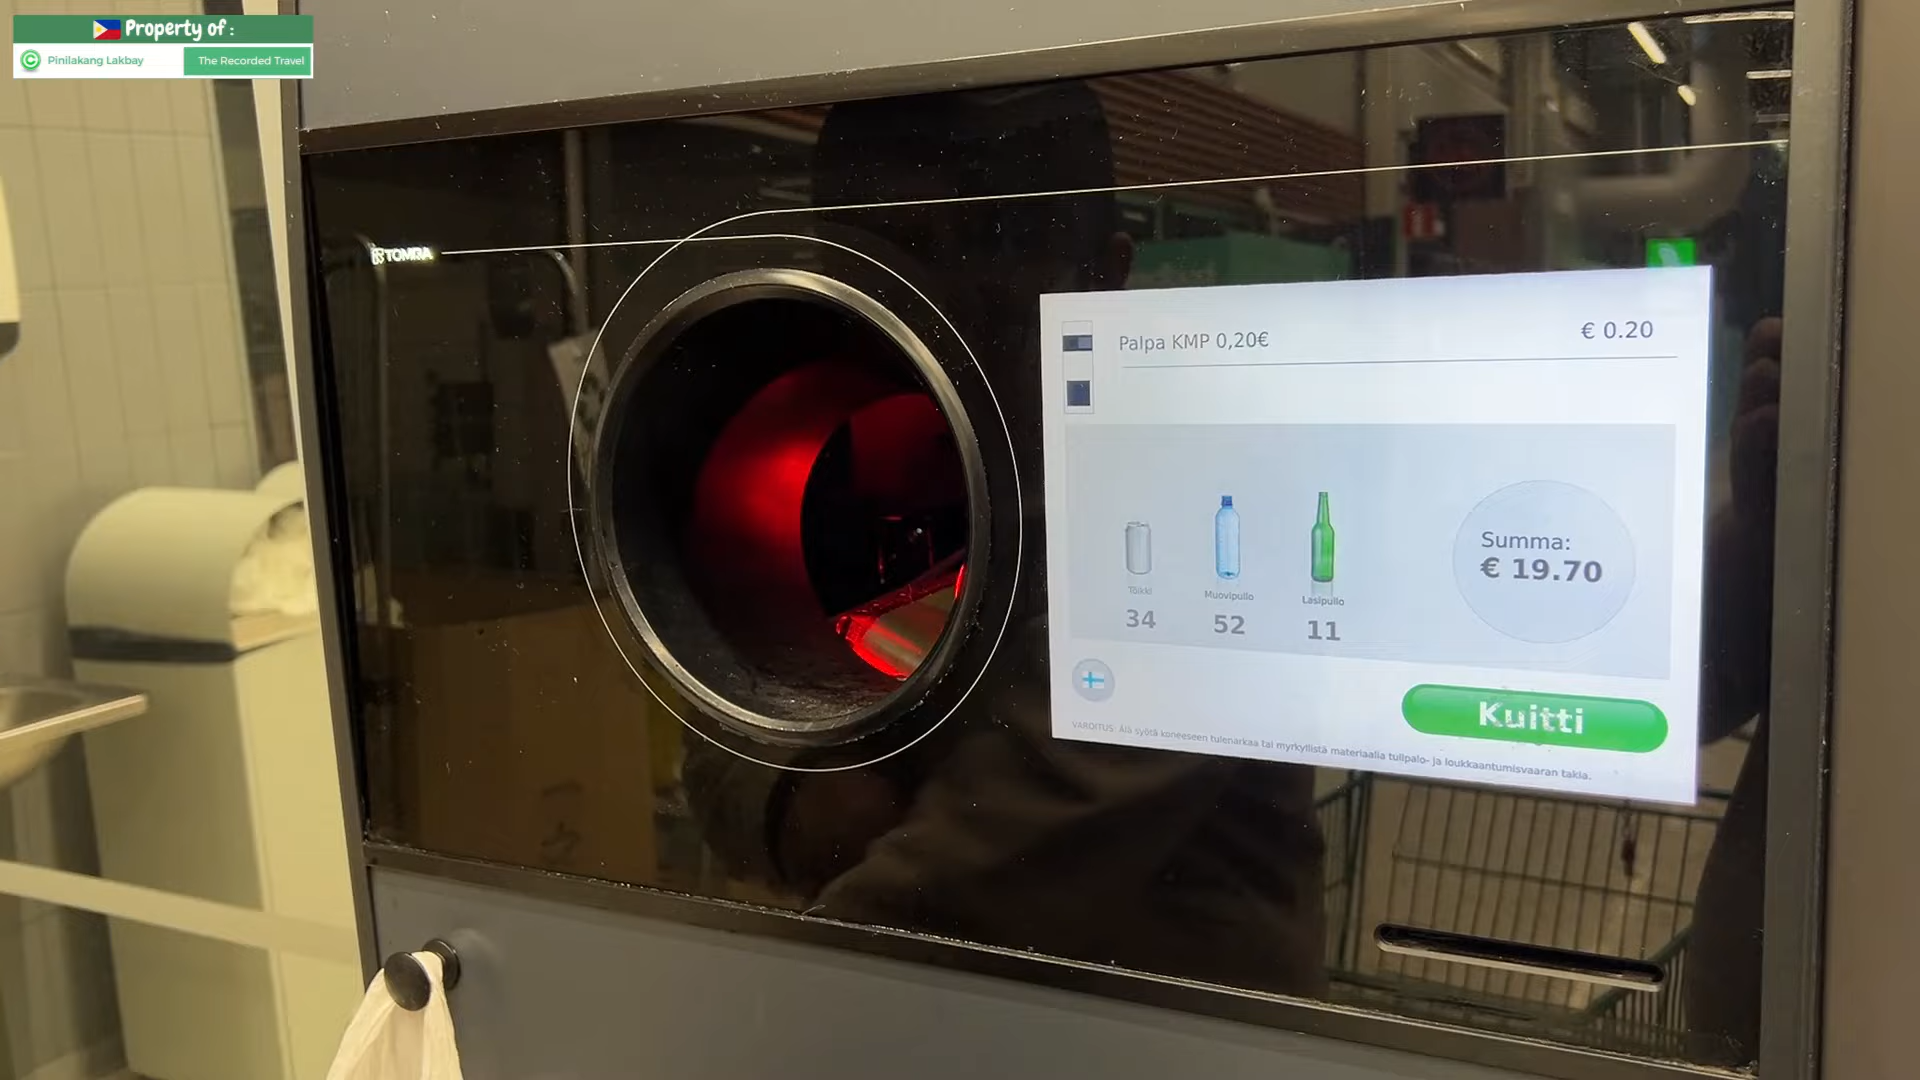 Property of :
© Pinilakang Lakbay
The Recorded Travel
TOMRA
Palpa KMP 0,20€
€ 0.20
Tölkki
Muovipullo
Lasipullo
34
52
11
Summa:
€ 19.70
Kuitti
VAROITUS: Älä syötä koneeseen tulenarkaa tai myrkyllistä materiaalia tulipalo- ja loukkaantumisvaaran takia.